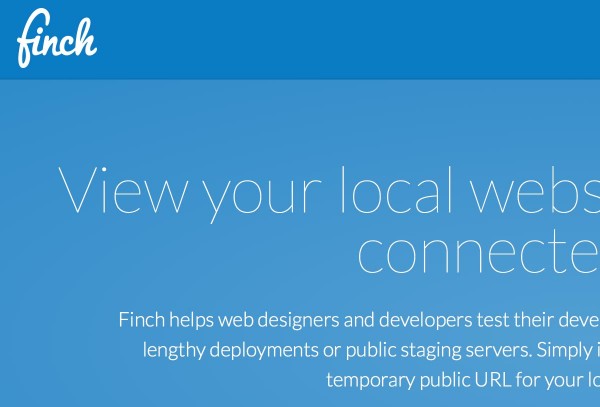 finch
View your local webs
connecte
Finch helps web designers and developers test their deve
lengthy deployments or public staging servers. Simply i
temporary public URL for your lo